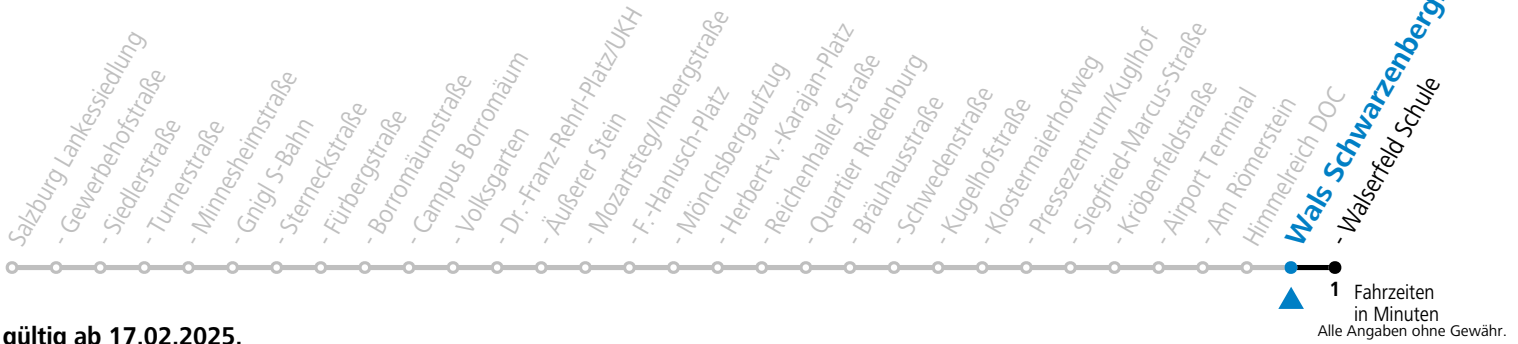 Salzburg Lankessiedlung
- Gewerbehofstraße
- Siedlerstraße
- Turnerstraße
- Minnesheimstraße
- Gnigl S-Bahn
- Sterneckstraße
- Fürbergstraße
- Borromäumstraße
- Campus Borromäum
- Volksgarten
- Dr.-Franz-Rehrl-Platz/UKH
- Äußerer Stein
- Mozartsteg/Imbergstraße
- F.-Hanusch-Platz
- Mönchsbergaufzug
- Herbert-v.-Karajan-Platz
- Reichenhaller Straße
- Quartier Riedenburg
- Bräuhausstraße
- Schwedenstraße
- Kugelhofstraße
- Klostermaierhofweg
- Pressezentrum/Kuglhof
- Siegfried-Marcus-Straße
- Kröbenfeldstraße
- Airport Terminal
- Am Römerstein
Himmelreich DOC
Wals Schwarzenberg
- Walserfeld Schule
1 Fahrzeiten
in Minuten
Alle Angaben ohne Gewähr.
gültig ab 17.02.2025.